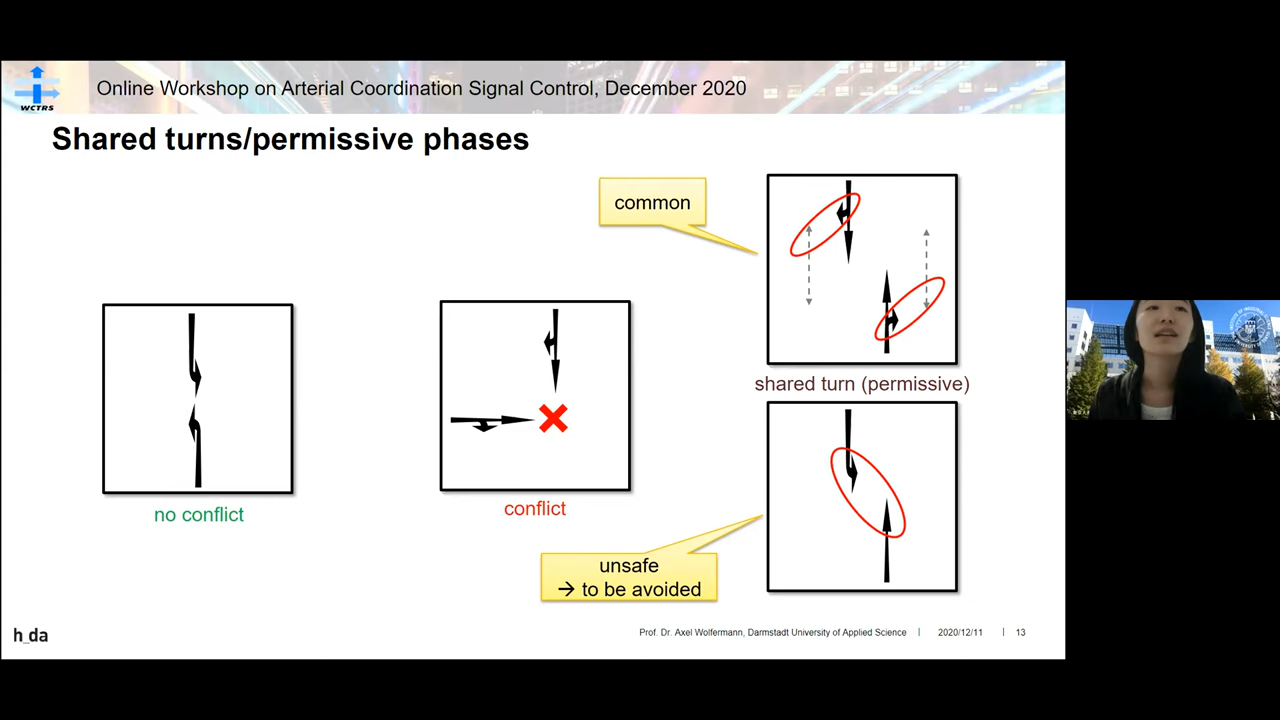 WCTRS
Online Workshop on Arterial Coordination Signal Control, December 2020
Shared turns/permissive phases
common
shared turn (permissive)
no conflict
conflict
unsafe
→ to be avoided
h_da
Prof. Dr. Axel Wolfermann, Darmstadt University of Applied Science | 2020/12/11 | 13